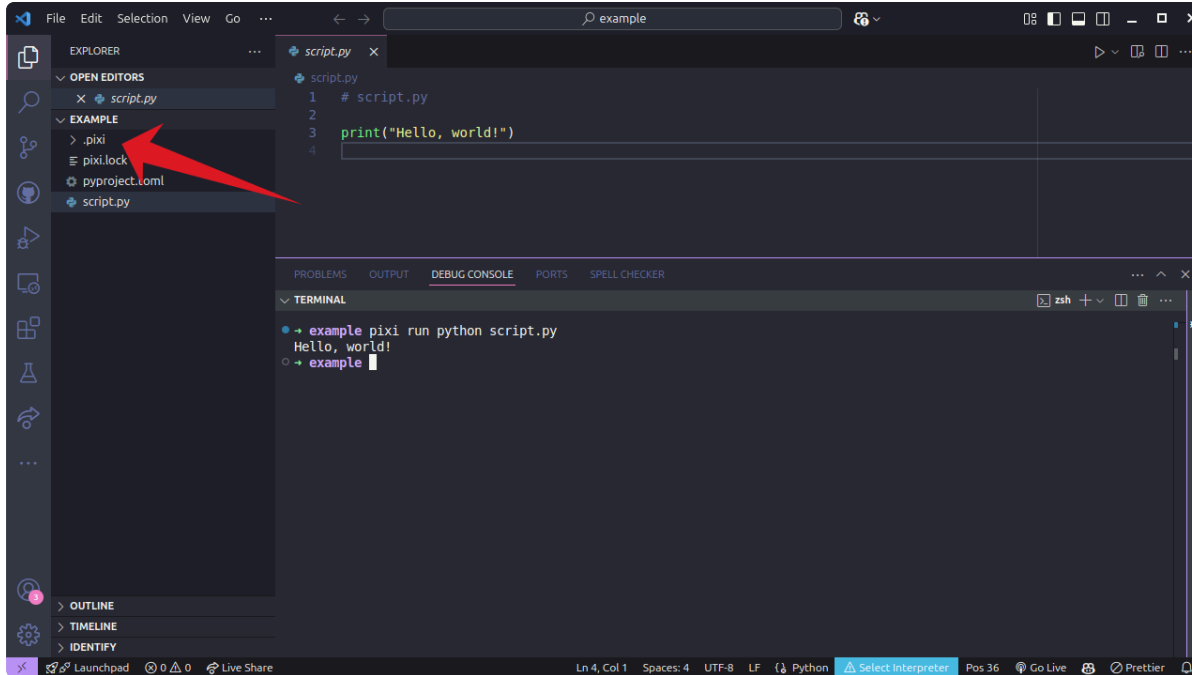 File Edit Selection View Go ···
example
EXPLORER ···
OPEN EDITORS
script.py
EXAMPLE
.pixi
pixi.lock
pyproject.toml
script.py
OUTLINE
TIMELINE
IDENTIFY
script.py
script.py
1 # script.py
2
3 print("Hello, world!")
4
PROBLEMS OUTPUT DEBUG CONSOLE PORTS SPELL CHECKER
TERMINAL
zsh
example pixi run python script.py
Hello, world!
example
3
Launchpad 0 0 Live Share
Ln 4, Col 1 Spaces: 4 UTF-8 LF Python Select Interpreter Pos 36 Go Live Prettier